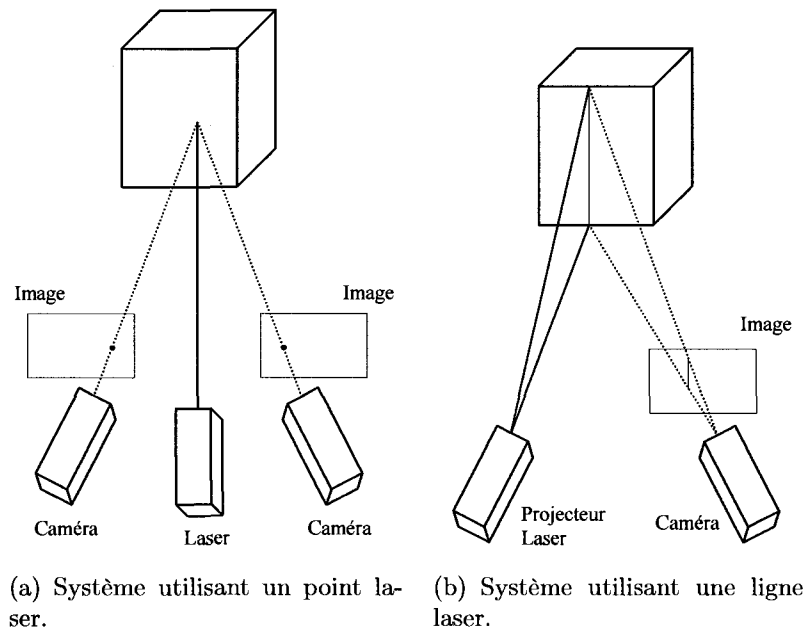 Image
Image
Image
Caméra
Laser
Caméra
Projecteur
Laser
Caméra
(a) Système utilisant un point la-
ser.
(b) Système utilisant une ligne
laser.